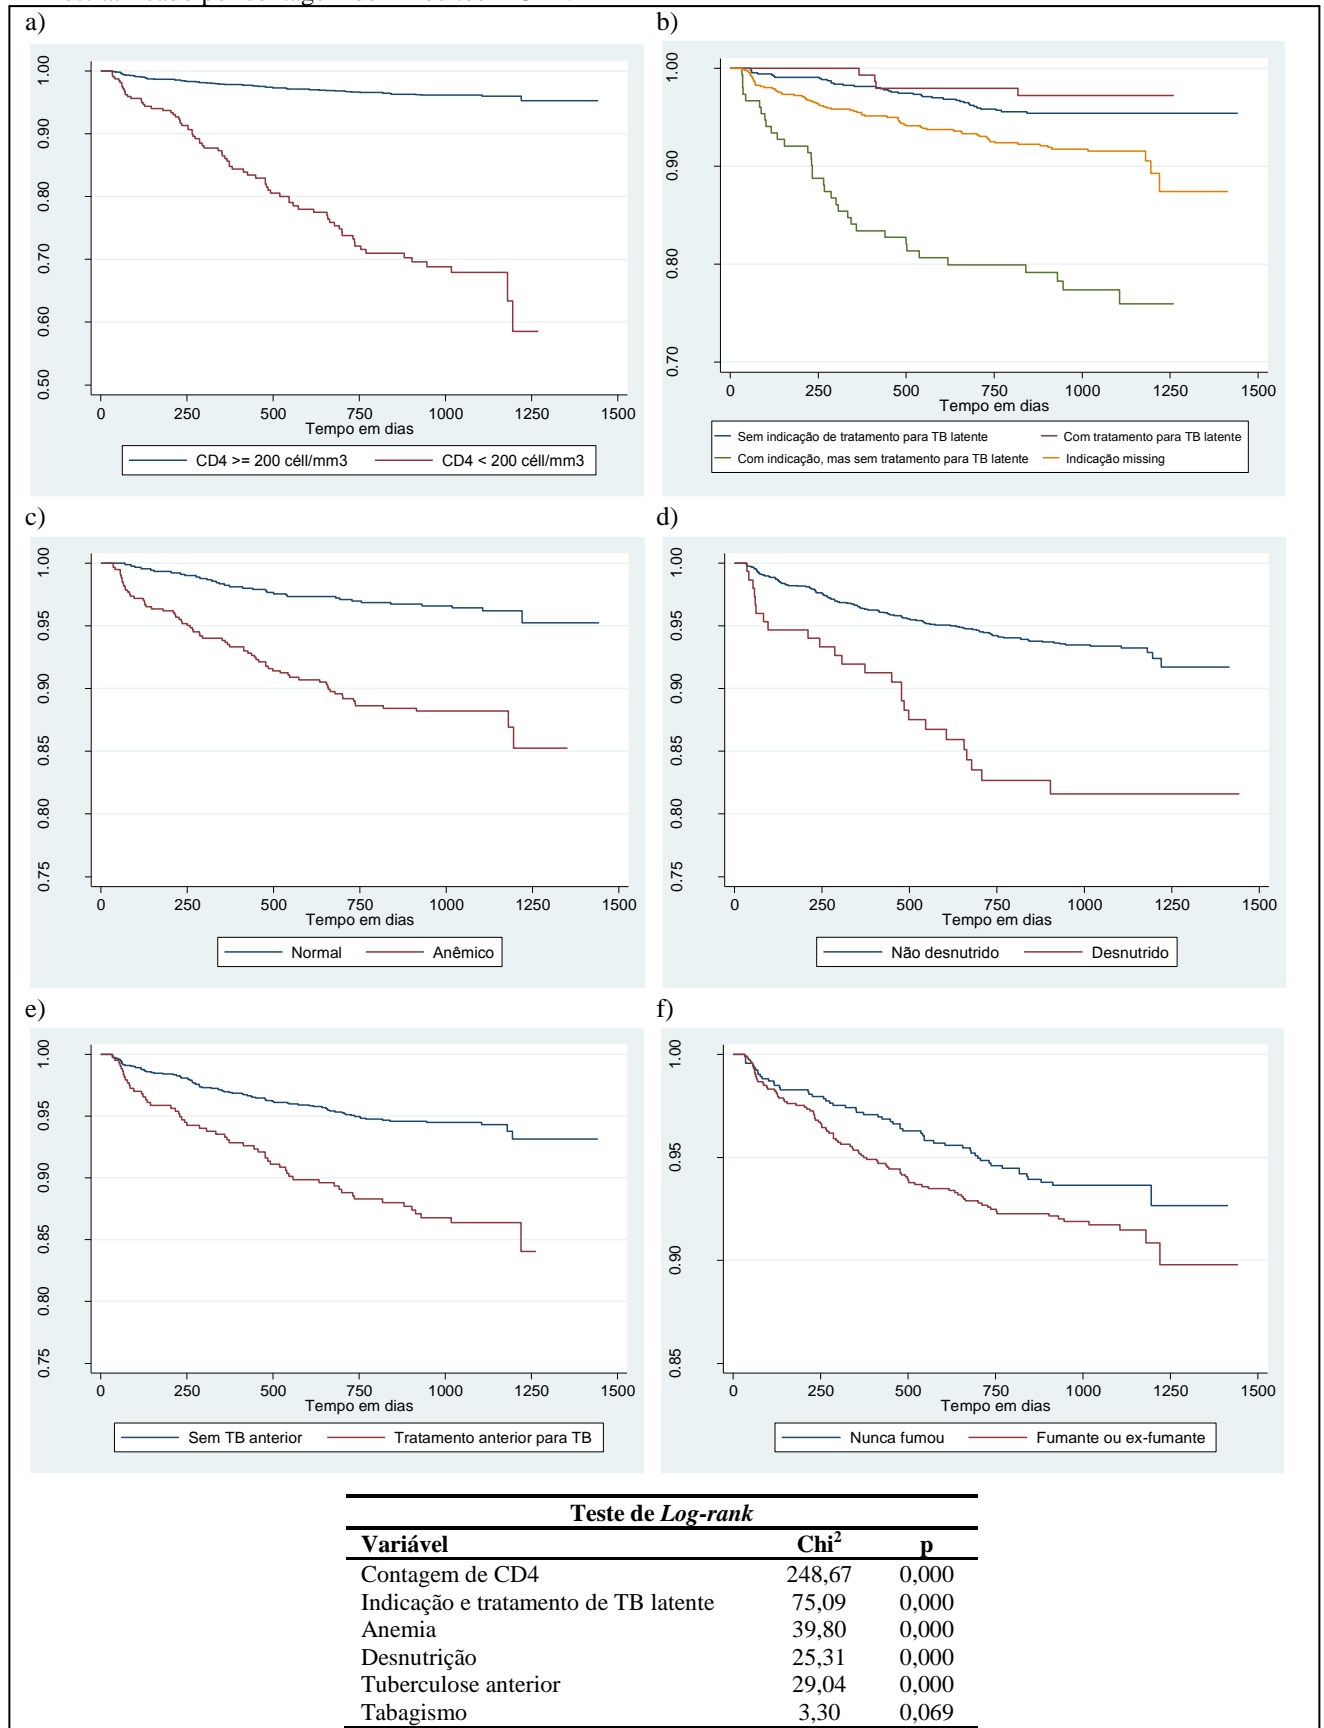 a)
b)
1.00
0.90
0.80
0.70
0.60
0.50
0 250 500 750 1000 1250 1500
Tempo em dias
CD4 >= 200 céll/mm3 CD4 < 200 céll/mm3
1.00
0.90
0.80
0.70
0 250 500 750 1000 1250 1500
Tempo em dias
Sem indicação de tratamento para TB latente Com tratamento para TB latente
Com indicação, mas sem tratamento para TB latente Indicação missing
c)
d)
1.00
0.95
0.90
0.85
0.80
0.75
0 250 500 750 1000 1250 1500
Tempo em dias
Normal Anêmico
1.00
0.95
0.90
0.85
0.80
0.75
0 250 500 750 1000 1250 1500
Tempo em dias
Não desnutrido Desnutrido
e)
f)
1.00
0.95
0.90
0.85
0.80
0.75
0 250 500 750 1000 1250 1500
Tempo em dias
Sem TB anterior Tratamento anterior para TB
1.00
0.95
0.90
0.85
0 250 500 750 1000 1250 1500
Tempo em dias
Nunca fumou Fumante ou ex-fumante
Teste de Log-rank
Variável Chi² p
Contagem de CD4 248,67 0,000
Indicação e tratamento de TB latente 75,09 0,000
Anemia 39,80 0,000
Desnutrição 25,31 0,000
Tuberculose anterior 29,04 0,000
Tabagismo 3,30 0,069